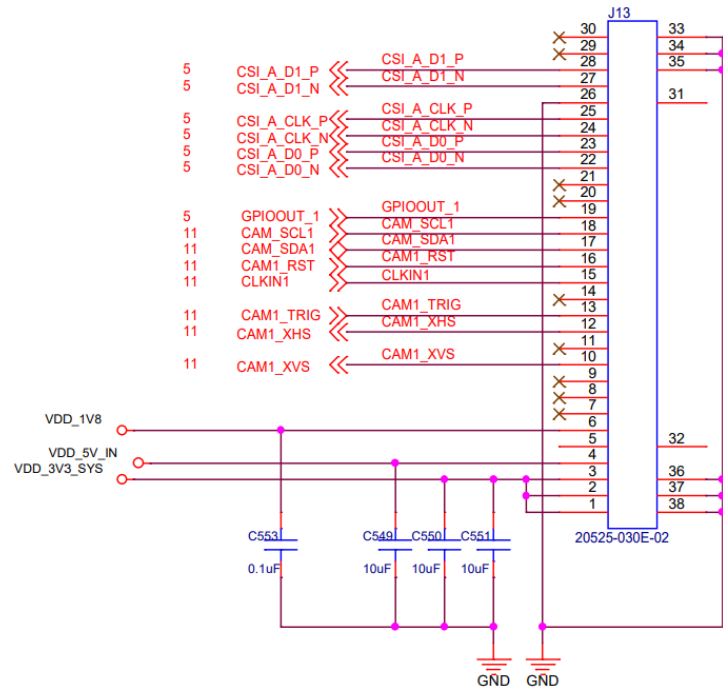 J13
30 33
29 34
5 CSI_A_D1_P CSI_A_D1_P 28 35
5 CSI_A_D1_N CSI_A_D1_N 27
26 31
5 CSI_A_CLK_P CSI_A_CLK_P 25
5 CSI_A_CLK_N CSI_A_CLK_N 24
5 CSI_A_D0_P CSI_A_D0_P 23
5 CSI_A_D0_N CSI_A_D0_N 22
21
20
5 GPIOOUT_1 GPIOOUT_1 19
11 CAM_SCL1 CAM_SCL1 18
11 CAM_SDA1 CAM_SDA1 17
11 CAM1_RST CAM1_RST 16
11 CLKIN1 CLKIN1 15
14
11 CAM1_TRIG CAM1_TRIG 13
11 CAM1_XHS CAM1_XHS 12
11
11 CAM1_XVS CAM1_XVS 10
9
8
7
VDD_1V8 6
5 32
VDD_5V_IN 4
VDD_3V3_SYS 3 36
2 37
1 38
C553 C549 C550 C551 20525-030E-02
0.1uF 10uF 10uF 10uF
GND GND